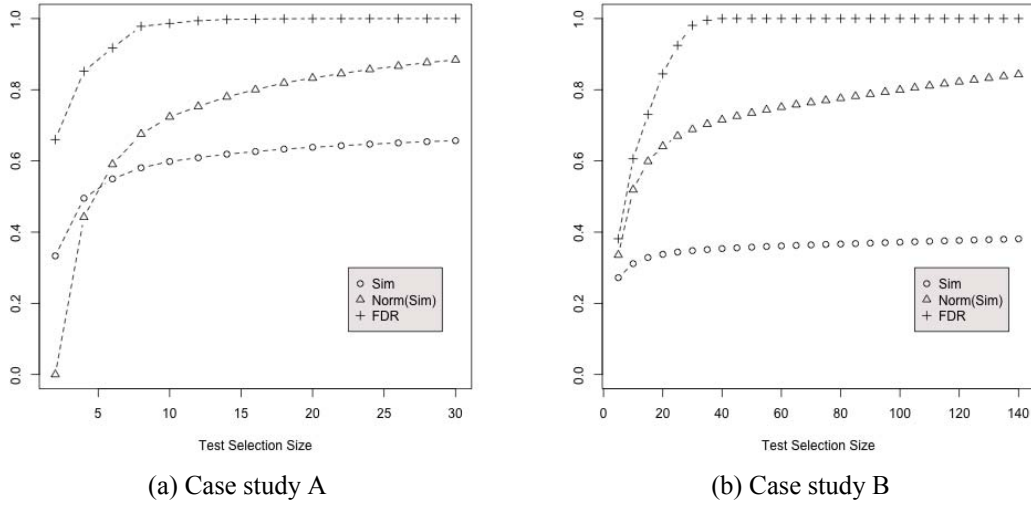 1.0
0.8
0.6
0.4
0.2
0.0
Sim
Norm(Sim)
FDR
5 10 15 20 25 30
Test Selection Size
(a) Case study A
1.0
0.8
0.6
0.4
0.2
0.0
Sim
Norm(Sim)
FDR
0 20 40 60 80 100 120 140
Test Selection Size
(b) Case study B